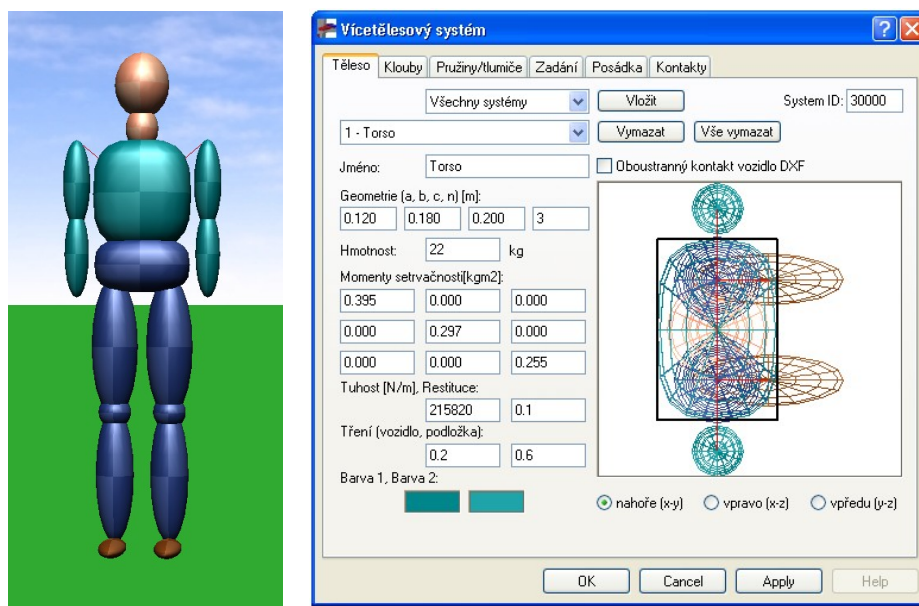 Vícetělesový systém
Těleso Klouby Pružiny/tlumiče Zadání Posádka Kontakty
Všechny systémy Vložit System ID: 30000
1 - Torso Vymazat Vše vymazat
Jméno: Torso Oboustranný kontakt vozidlo DXF
Geometrie (a, b, c, n) [m]:
0.120 0.180 0.200 3
Hmotnost: 22 kg
Momenty setrvačnosti[kgm2]:
0.395 0.000 0.000
0.000 0.297 0.000
0.000 0.000 0.255
Tuhost [N/m], Restituce:
215820 0.1
Tření (vozidlo, podložka):
0.2 0.6
Barva 1, Barva 2:
nahoře (x-y) vpravo (x-z) vpředu (y-z)
OK Cancel Apply Help